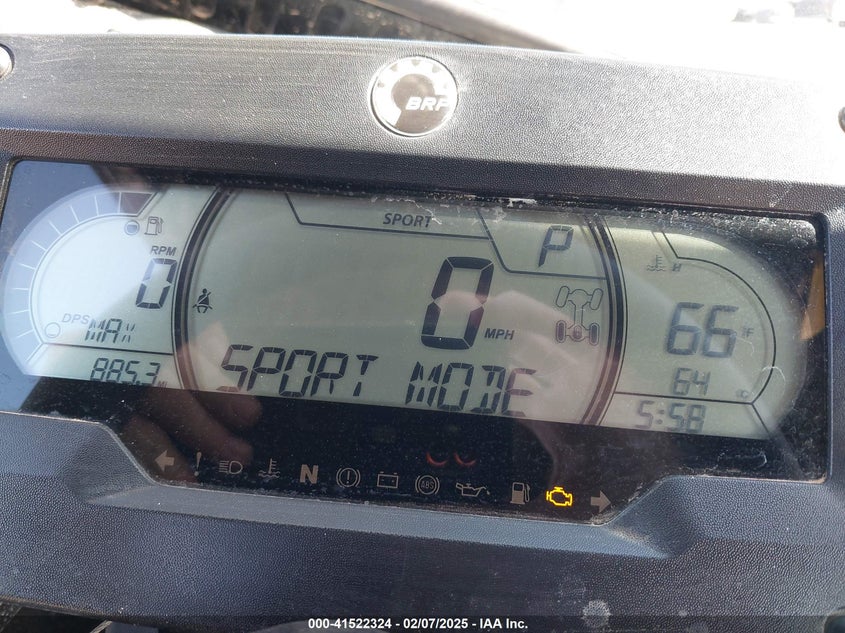 BRP
SPORT
P
RPM
0
0
MPH
DPS
MAX
885.3
SPORT MODE
H
66 °F
64
5:58
N
ABS
000-41522324 - 02/07/2025 - IAA Inc.